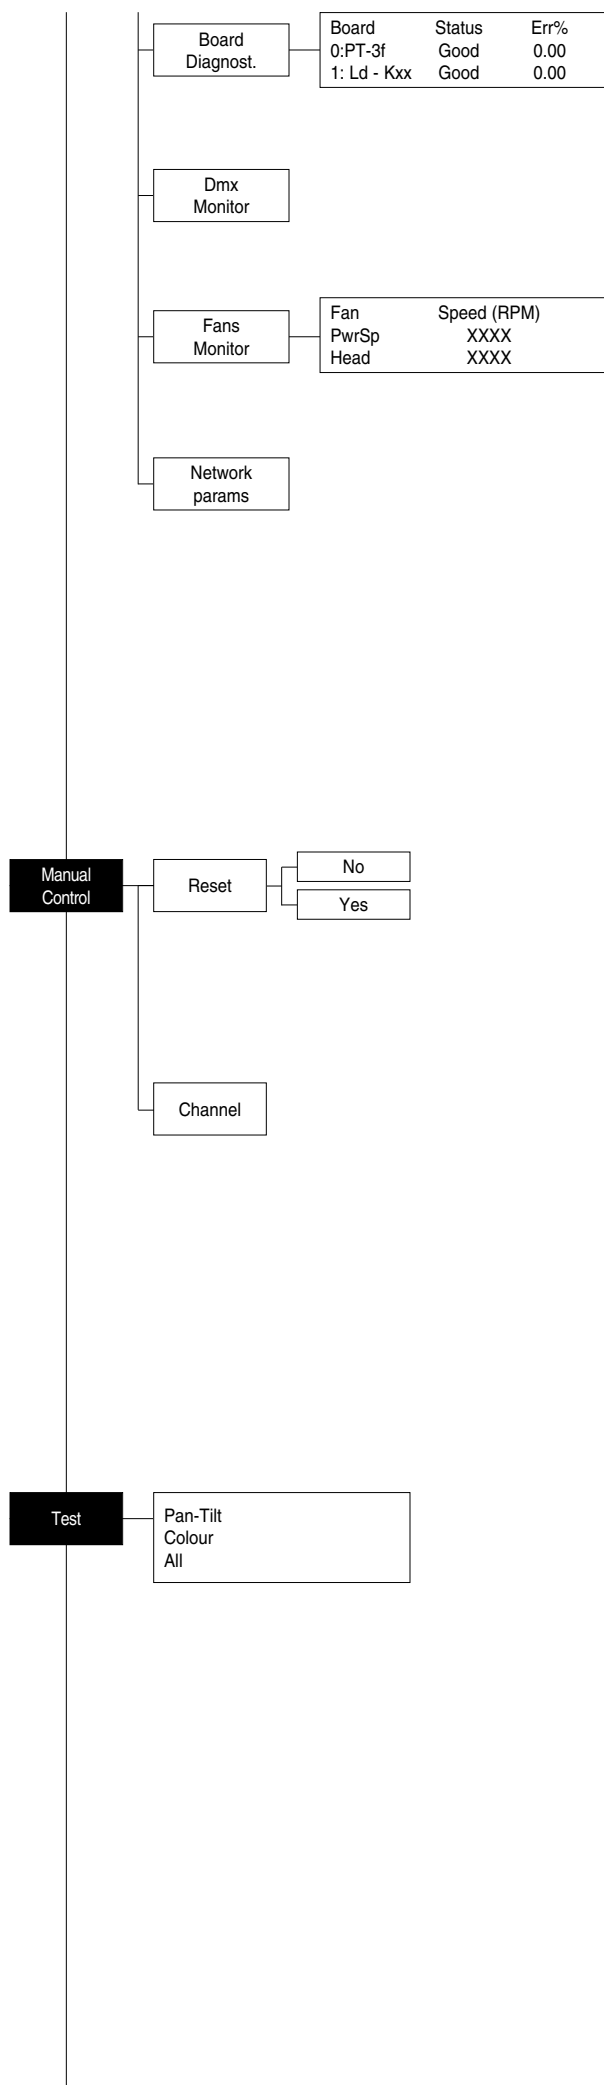 Board
Diagnost.
Board Status Err%
0:PT-3f Good 0.00
1: Ld - Kxx Good 0.00
Dmx
Monitor
Fans
Monitor
Fan Speed (RPM)
PwrSp XXXX
Head XXXX
Network
params
Manual
Control
Reset
No
Yes
Channel
Test
Pan-Tilt
Colour
All